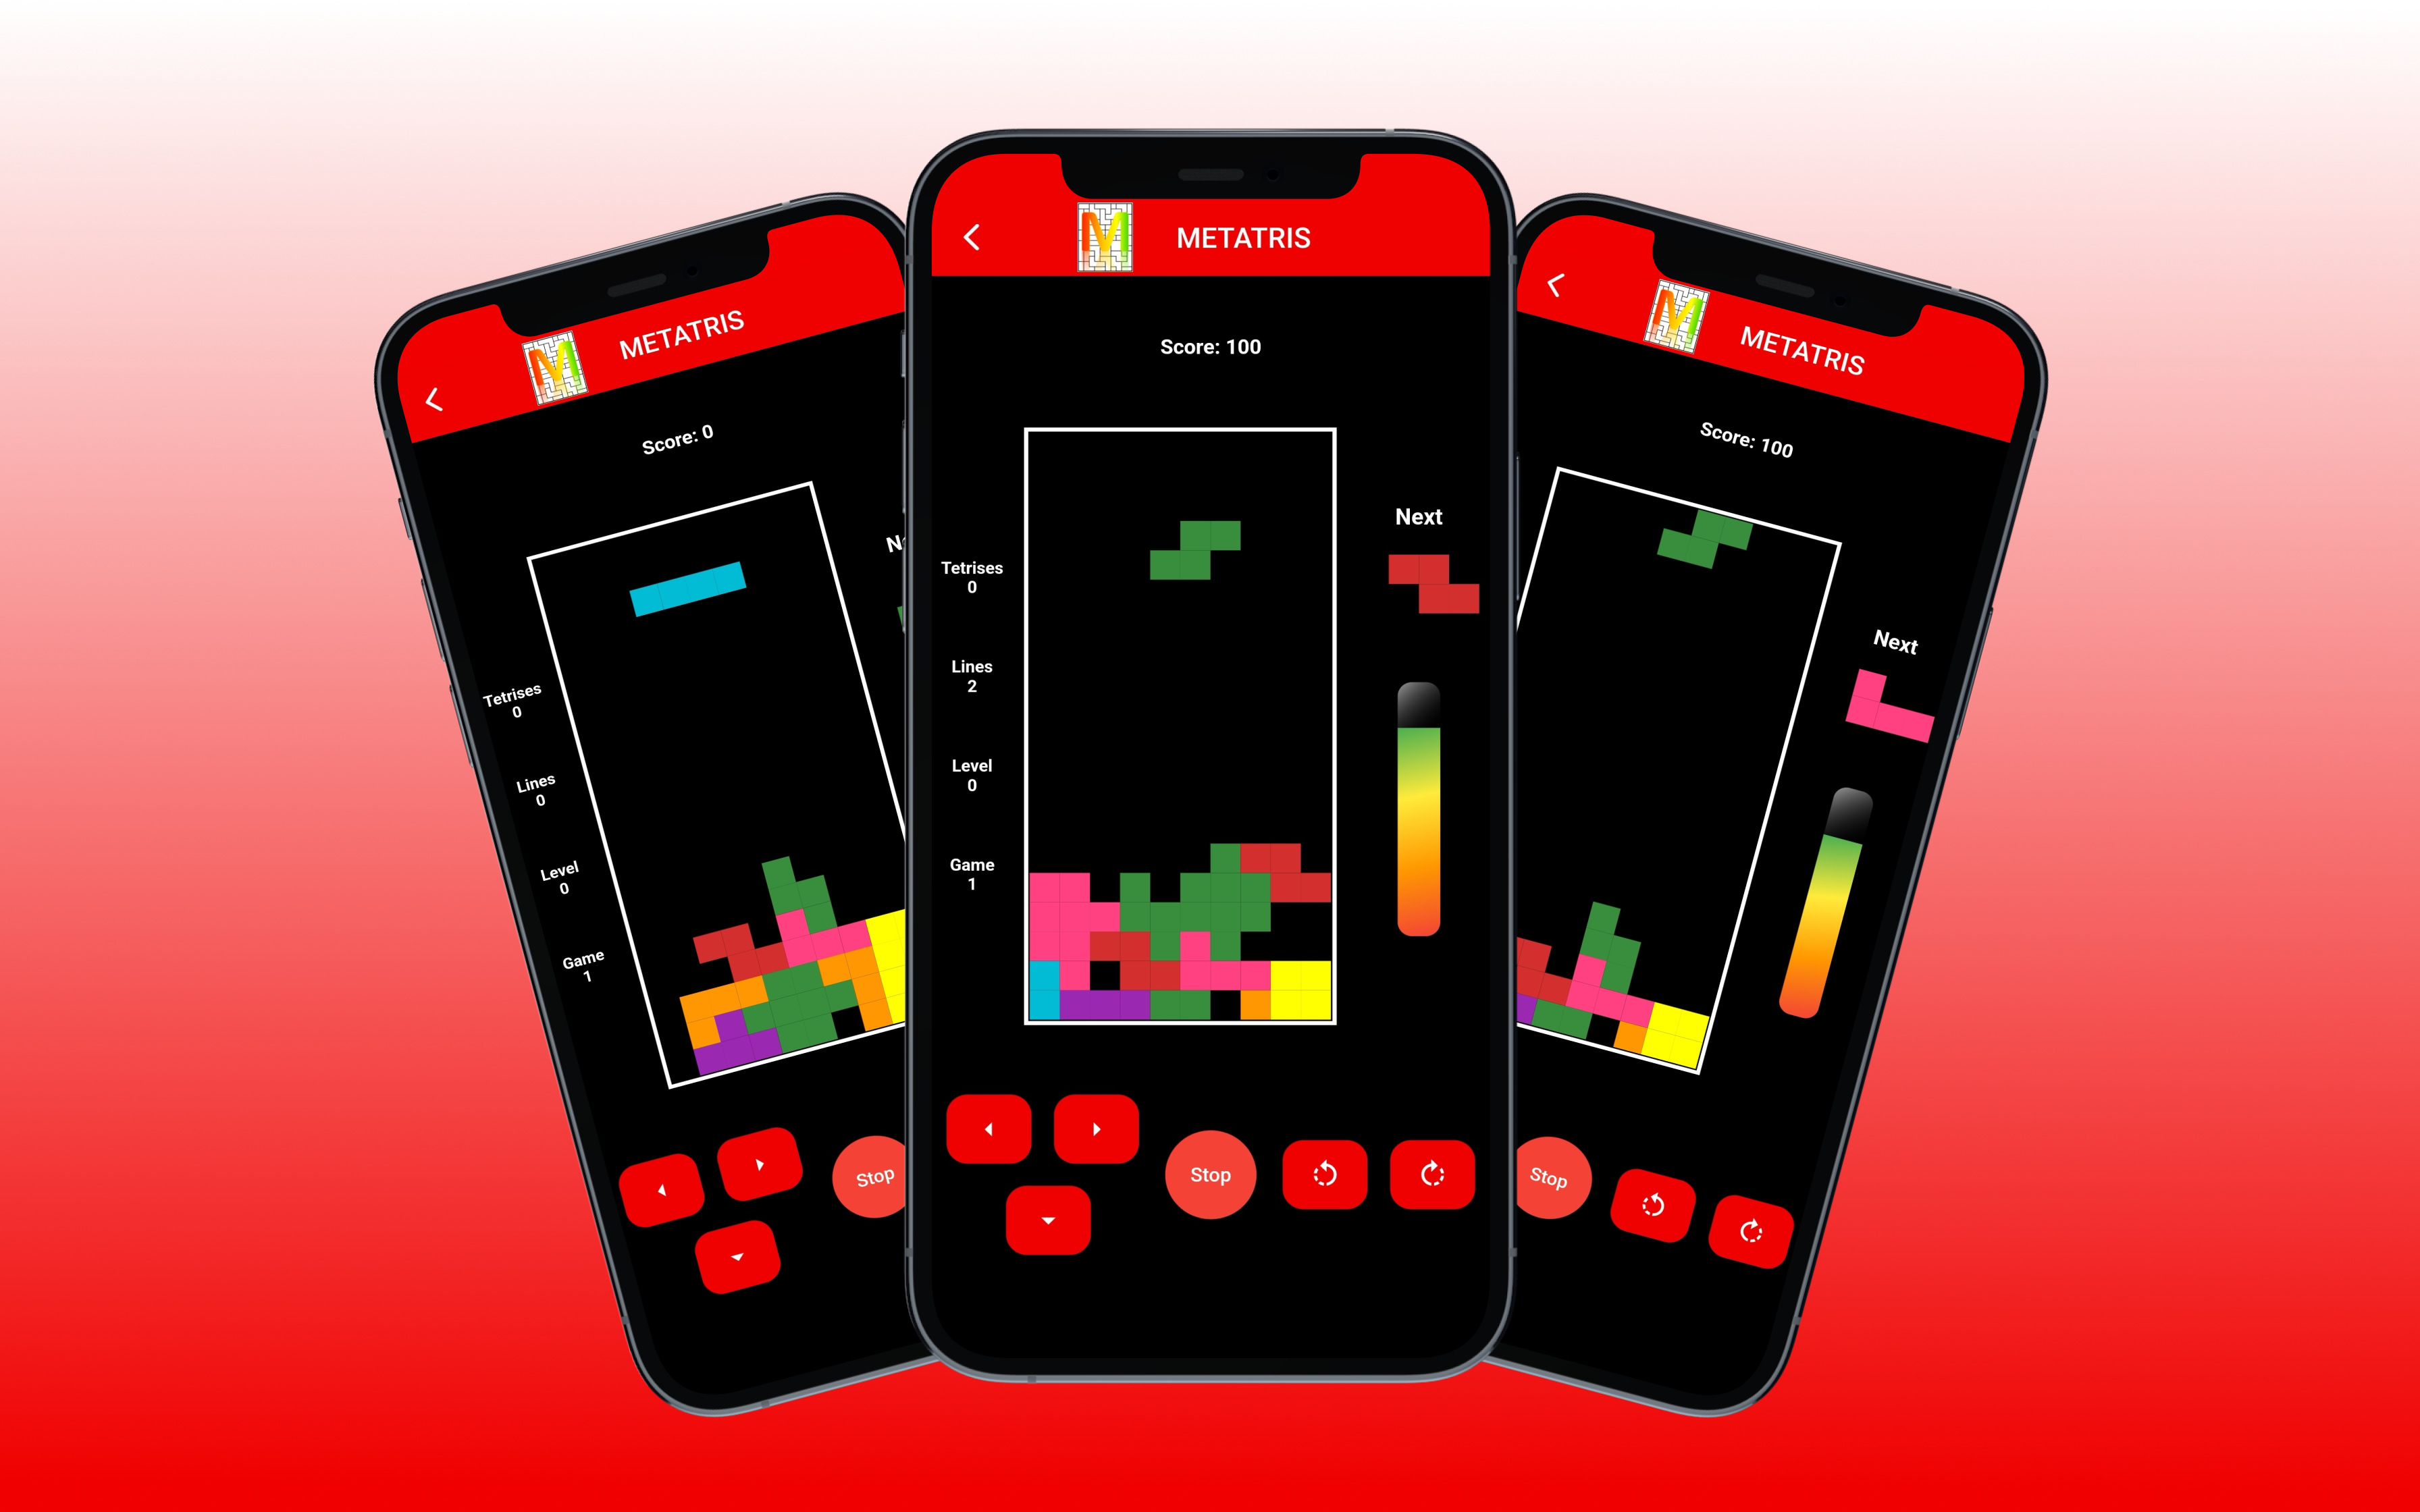 METATRIS
Score: 0
Tetrises
0
Lines
0
Level
0
Game
1
Stop
METATRIS
Score: 100
Next
Tetrises
0
Lines
2
Level
0
Game
1
Stop
METATRIS
Score: 100
Next
Stop